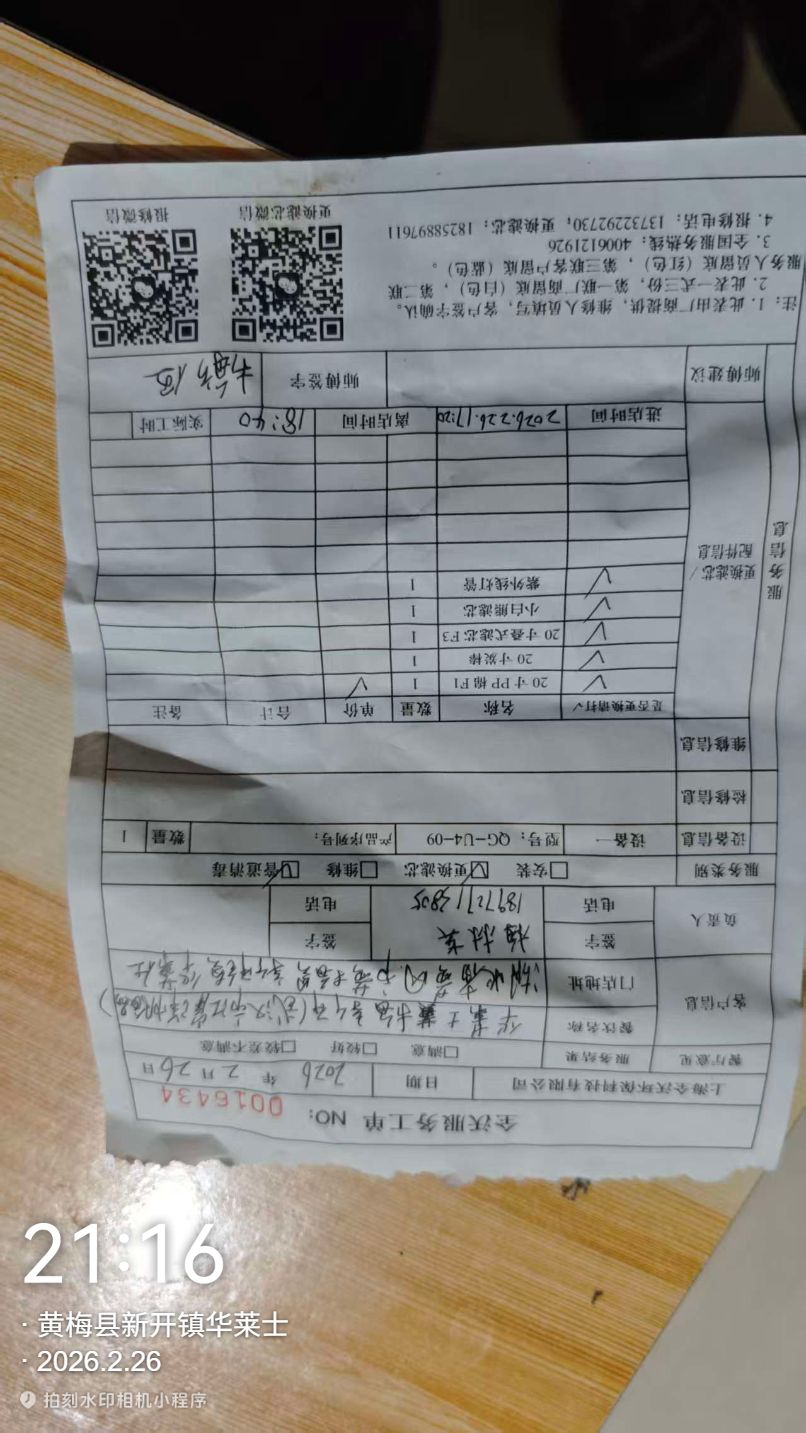 全沃服务工单 NO: 0016434
上海全沃环保科技有限公司 日期 2026 年 2 月 26 日
餐厅意见 服务结果 □满意 □较好 □较差不满意
客户信息 餐饮名称 华莱士
门店地址 湖北省黄冈市黄梅县新开镇华莱士
负责人 签字 梅 签字
电话 电话
服务类别 □安装 ☑更换滤芯 □维修 ☑管道消毒
设备信息 设备一 型号: QG-U4-09 产品序列号: 数量 1
检修信息
维修信息
服务信息 更换滤芯/配件信息
是否更换请打√ 名称 数量 单价 合计 备注
√ 20寸PP棉F1 1 √
√ 20寸炭棒 1
√ 20寸叠式滤芯F3 1
√ 小白熊滤芯 1
√ 紫外线灯管 1
进店时间 2026.2.26.17:20 离店时间 18:40 实际工时
师傅建议 师傅签字
注: 1. 此表由厂商提供, 维修人员填写, 客户签字确认。
2. 此表一式三份, 第一联厂商留底 (白色) , 第二联
服务人员留底 (红色) , 第三联客户留底 (蓝色) 。
3. 全国服务热线: 4006121926
4. 报修电话: 13732292730; 更换滤芯: 18258897611
更换滤芯微信 报修微信
21:16
· 黄梅县新开镇华莱士
· 2026.2.26
拍刻水印相机小程序